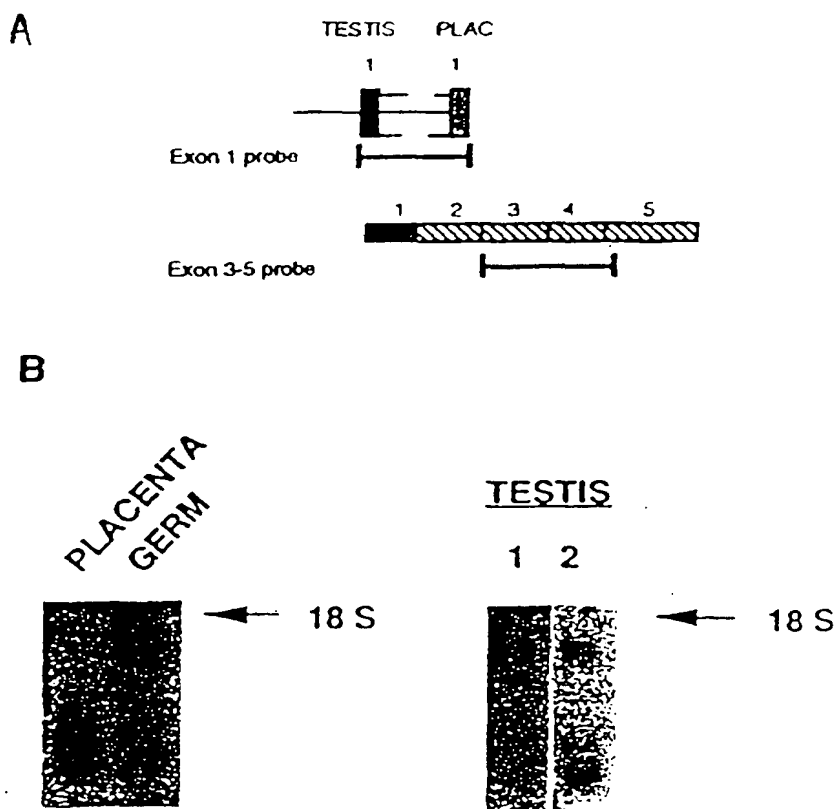 A
TESTIS PLAC
1 1
Exon 1 probe
1 2 3 4 5
Exon 3-5 probe
B
PLACENTA
GERM
18 S
TESTIS
1 2
18 S